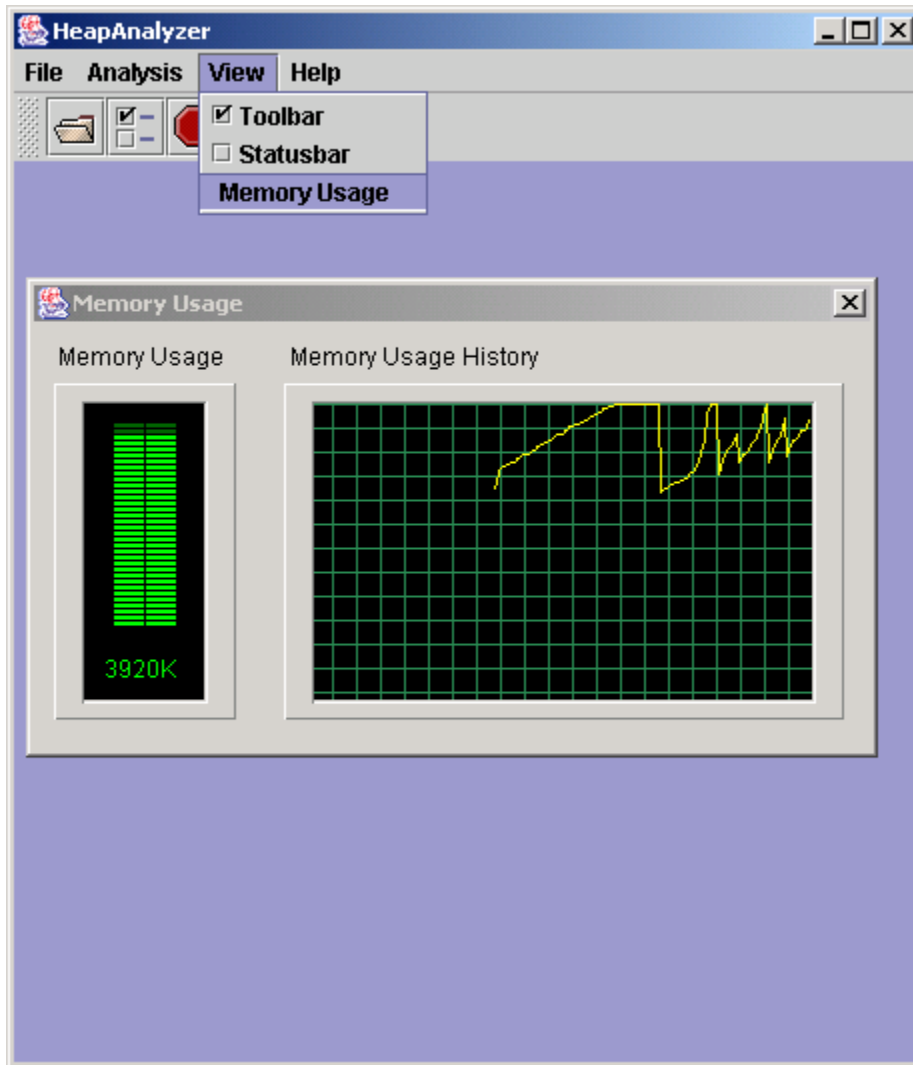 HeapAnalyzer
File Analysis View Help
Toolbar
Statusbar
Memory Usage
Memory Usage
Memory Usage Memory Usage History
3920K